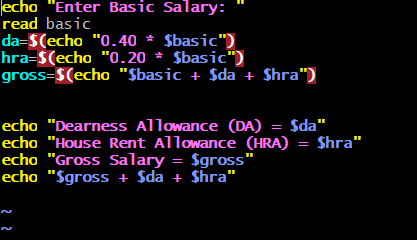 echo "Enter Basic Salary: "
read basic
da=$(echo "0.40 * $basic")
hra=$(echo "0.20 * $basic")
gross=$(echo "$basic + $da + $hra")
echo "Dearness Allowance (DA) = $da"
echo "House Rent Allowance (HRA) = $hra"
echo "Gross Salary = $gross"
echo "$gross + $da + $hra"
~
~